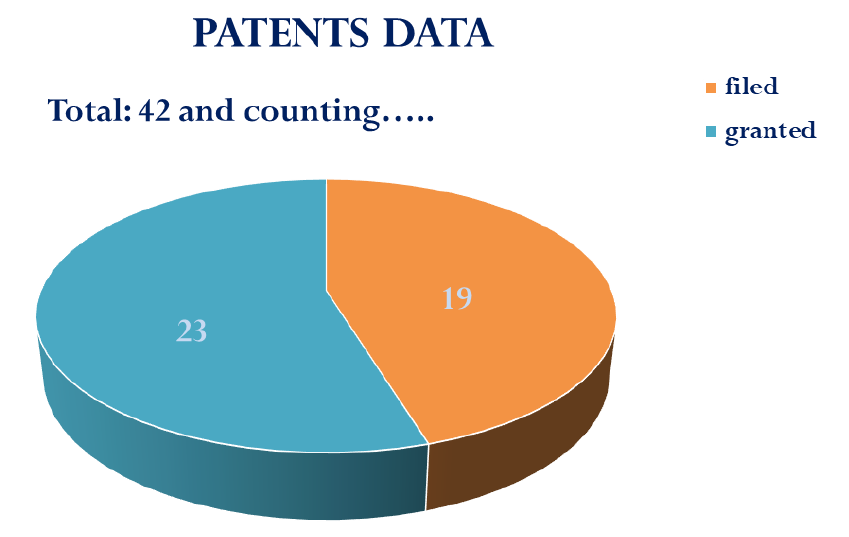 PATENTS DATA
Total: 42 and counting…..
filed
granted
19
23